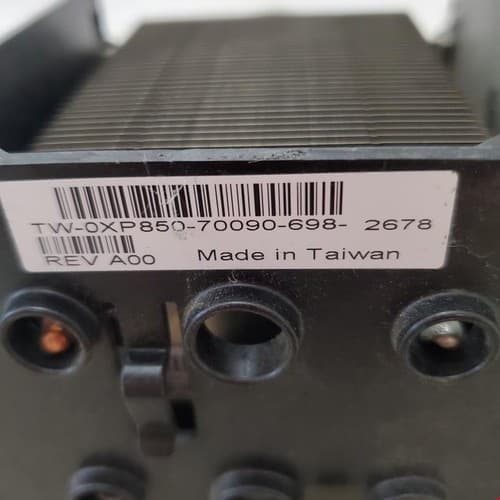 TW-0XP850-70090-698- 2678
REV A00 Made in Taiwan